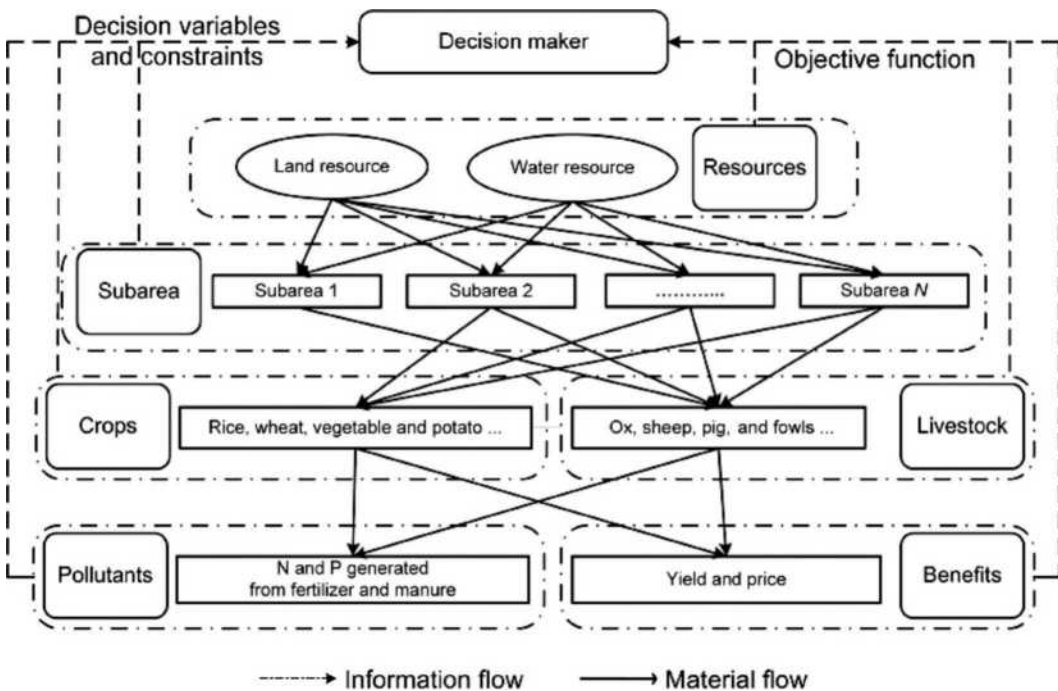 Decision variables
and constraints
Decision maker
Objective function
Land resource
Water resource
Resources
Subarea
Subarea 1
Subarea 2
............
Subarea N
Crops
Rice, wheat, vegetable and potato ...
Ox, sheep, pig, and fowls ...
Livestock
Pollutants
N and P generated
from fertilizer and manure
Yield and price
Benefits
Information flow
Material flow